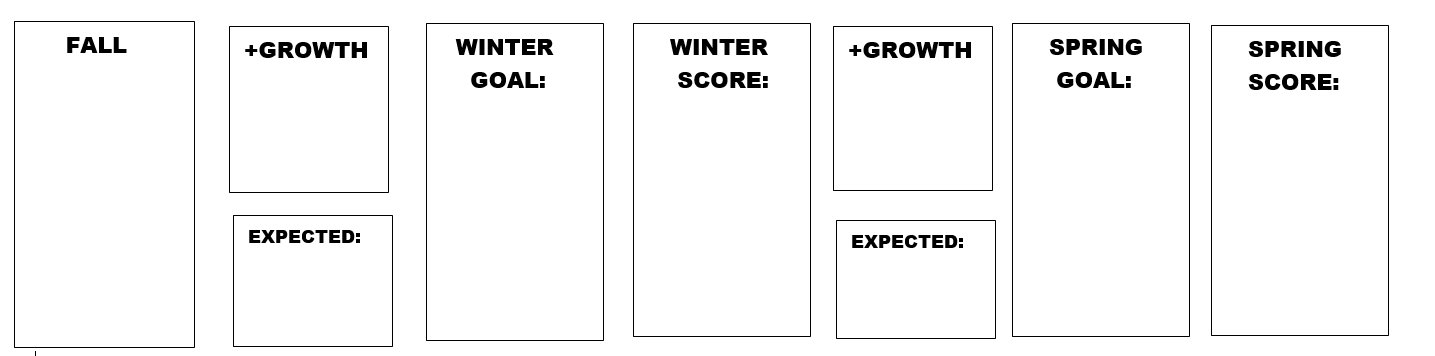 FALL
+GROWTH
EXPECTED:
WINTER
GOAL:
WINTER
SCORE:
+GROWTH
EXPECTED:
SPRING
GOAL:
SPRING
SCORE: